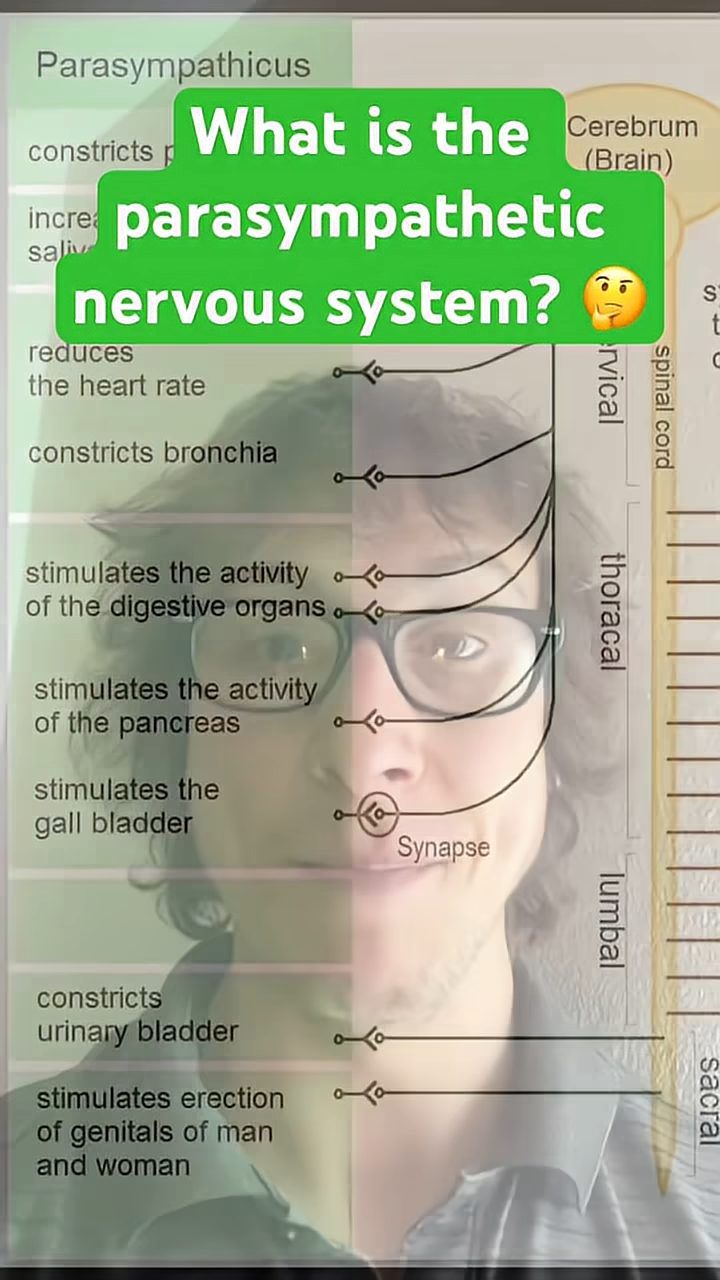 Parasympathicus
What is the
parasympathetic
nervous system? 🤔
Cerebrum
(Brain)
constricts
reduces
the heart rate
constricts bronchia
stimulates the activity
of the digestive organs
stimulates the activity
of the pancreas
stimulates the
gall bladder
Synapse
constricts
urinary bladder
stimulates erection
of genitals of man
and woman
spinal cord
thoracal
lumbal
sacral